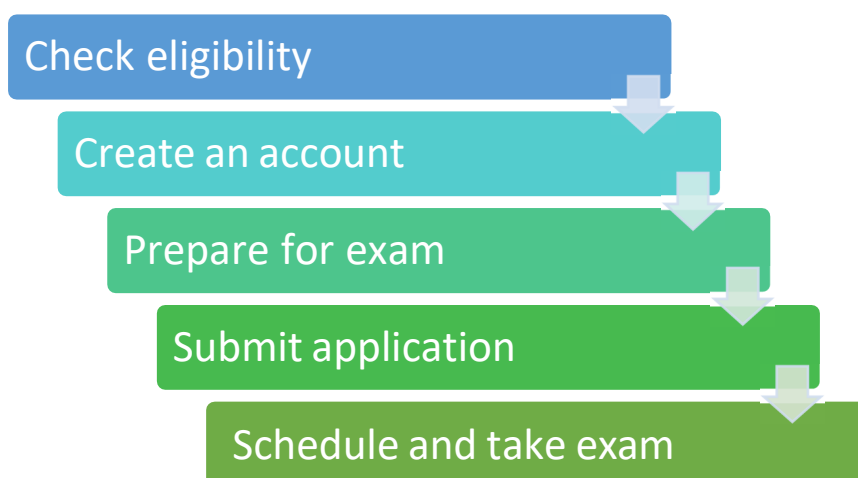 Check eligibility
Create an account
Prepare for exam
Submit application
Schedule and take exam